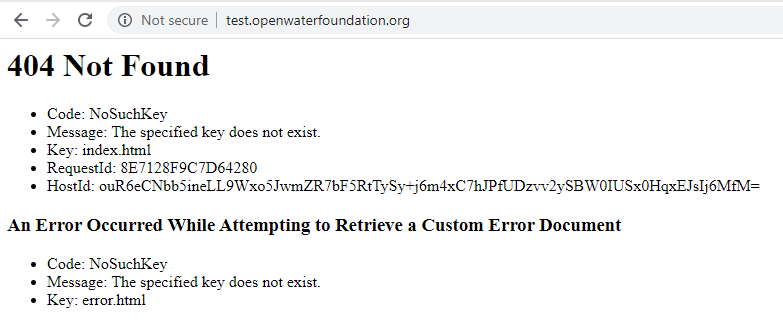 Not secure | test.openwaterfoundation.org
404 Not Found
• Code: NoSuchKey
• Message: The specified key does not exist.
• Key: index.html
• RequestId: 8E7128F9C7D64280
• HostId: ouR6eCNbb5ineLL9Wxo5JwmZR7bF5RtTySy+j6m4xC7hJPfUDzvv2ySBW0IUSx0HqxEJsIj6MfM=
An Error Occurred While Attempting to Retrieve a Custom Error Document
• Code: NoSuchKey
• Message: The specified key does not exist.
• Key: error.html